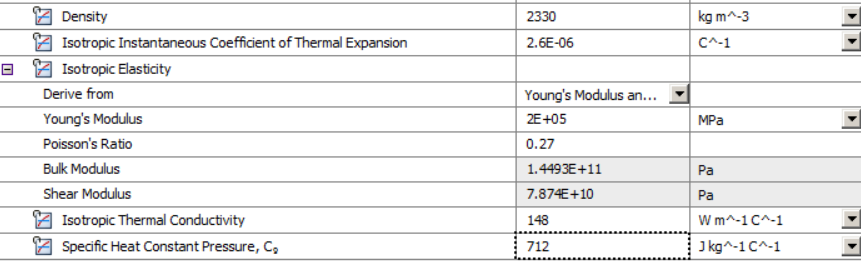 Density 2330 kg m^-3
Isotropic Instantaneous Coefficient of Thermal Expansion 2.6E-06 C^-1
Isotropic Elasticity
Derive from Young's Modulus an...
Young's Modulus 2E+05 MPa
Poisson's Ratio 0.27
Bulk Modulus 1.4493E+11 Pa
Shear Modulus 7.874E+10 Pa
Isotropic Thermal Conductivity 148 W m^-1 C^-1
Specific Heat Constant Pressure, Cₚ 712 J kg^-1 C^-1